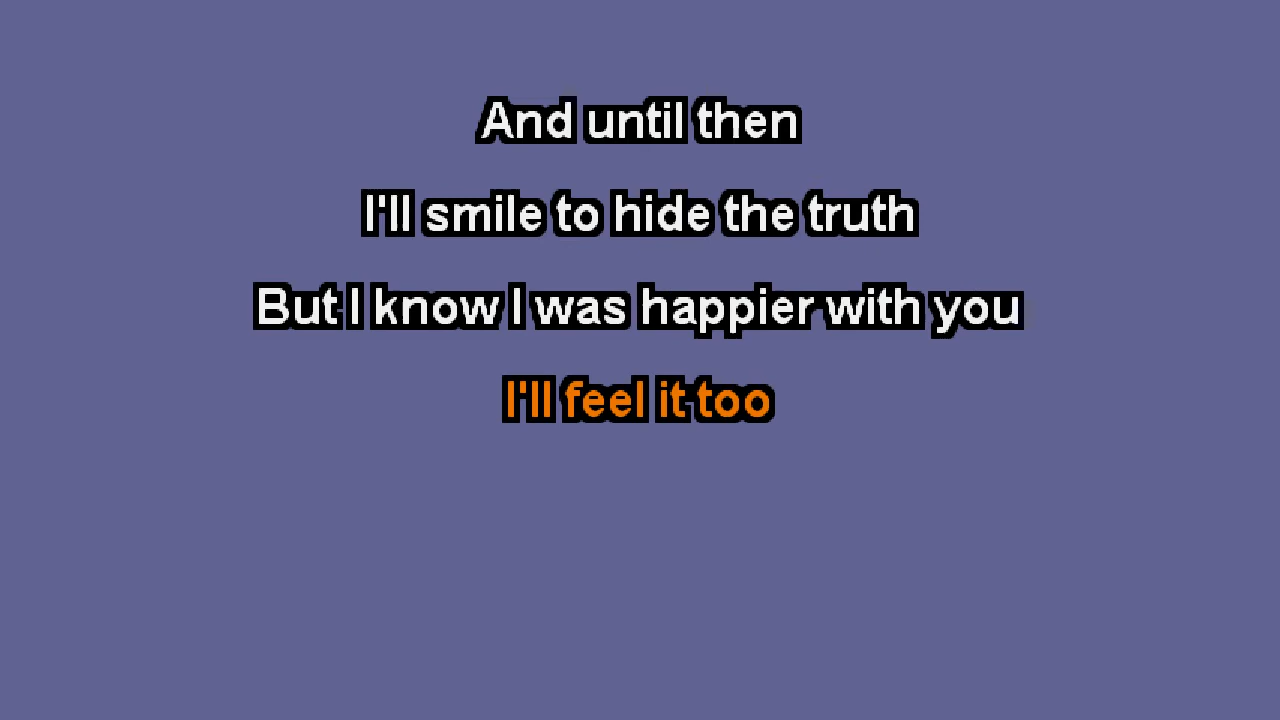 And until then
I'll smile to hide the truth
But I know I was happier with you
I'll feel it too